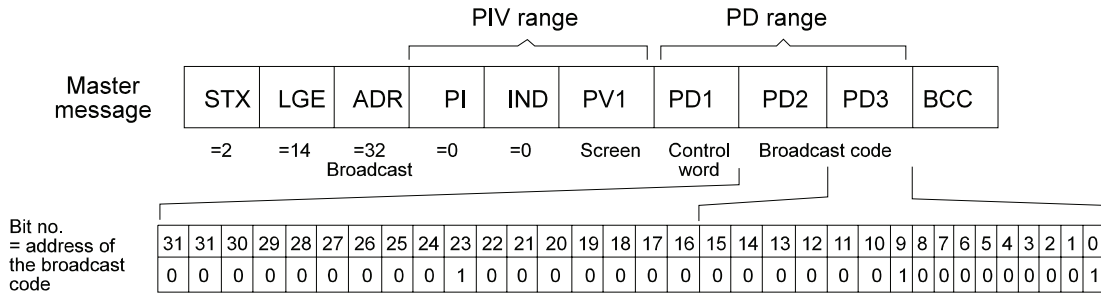 PIV range PD range
Master message
STX LGE ADR PI IND PV1 PD1 PD2 PD3 BCC
=2 =14 =32 =0 =0 Screen Control Broadcast code
Broadcast word
Bit no.
= address of
the broadcast
code
31 31 30 29 28 27 26 25 24 23 22 21 20 19 18 17 16 15 14 13 12 11 10 9 8 7 6 5 4 3 2 1 0
0 0 0 0 0 0 0 0 0 1 0 0 0 0 0 0 0 0 0 0 0 0 0 1 0 0 0 0 0 0 0 0 1